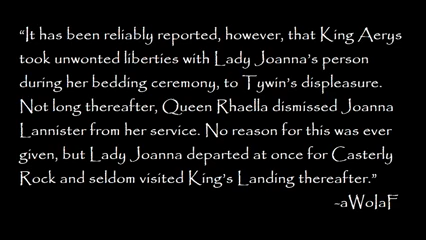 “It has been reliably reported, however, that King Aerys
took unwonted liberties with Lady Joanna’s person
during her bedding ceremony, to Tywin’s displeasure.
Not long thereafter, Queen Rhaella dismissed Joanna
Lannister from her service. No reason for this was ever
given, but Lady Joanna departed at once for Casterly
Rock and seldom visited King’s Landing thereafter.”
-aWoIaF